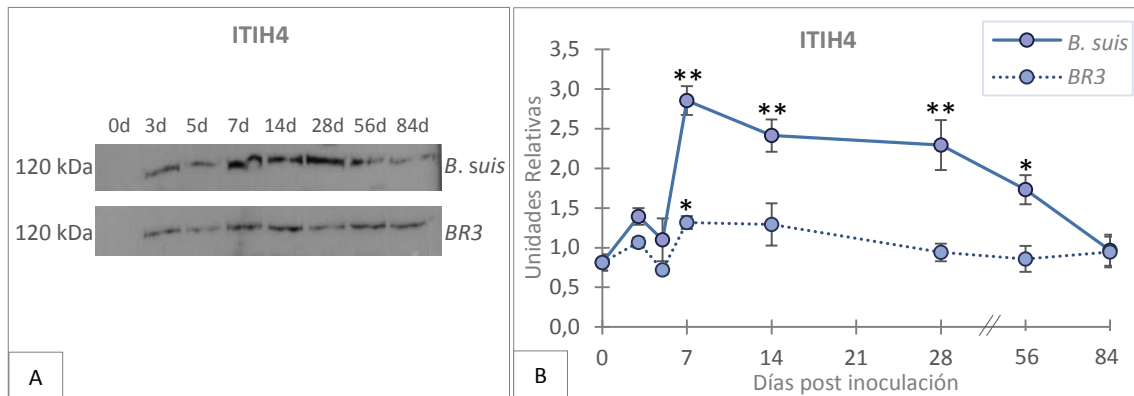 ITIH4
0d 3d 5d 7d 14d 28d 56d 84d
120 kDa B. suis
120 kDa BR3
A
ITIH4
B. suis
BR3
Unidades Relativas
3,5
3,0
2,5
2,0
1,5
1,0
0,5
0,0
** ** **
* *
0 7 14 21 28 // 56 84
Días post inoculación
B